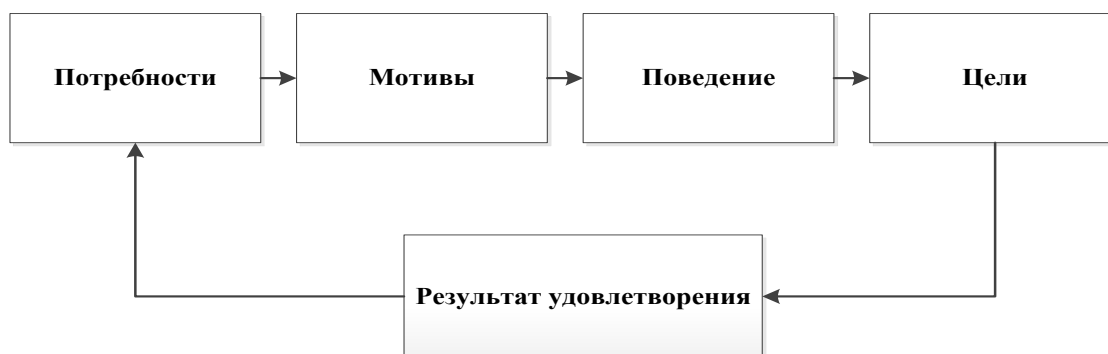 Потребности
Мотивы
Поведение
Цели
Результат удовлетворения